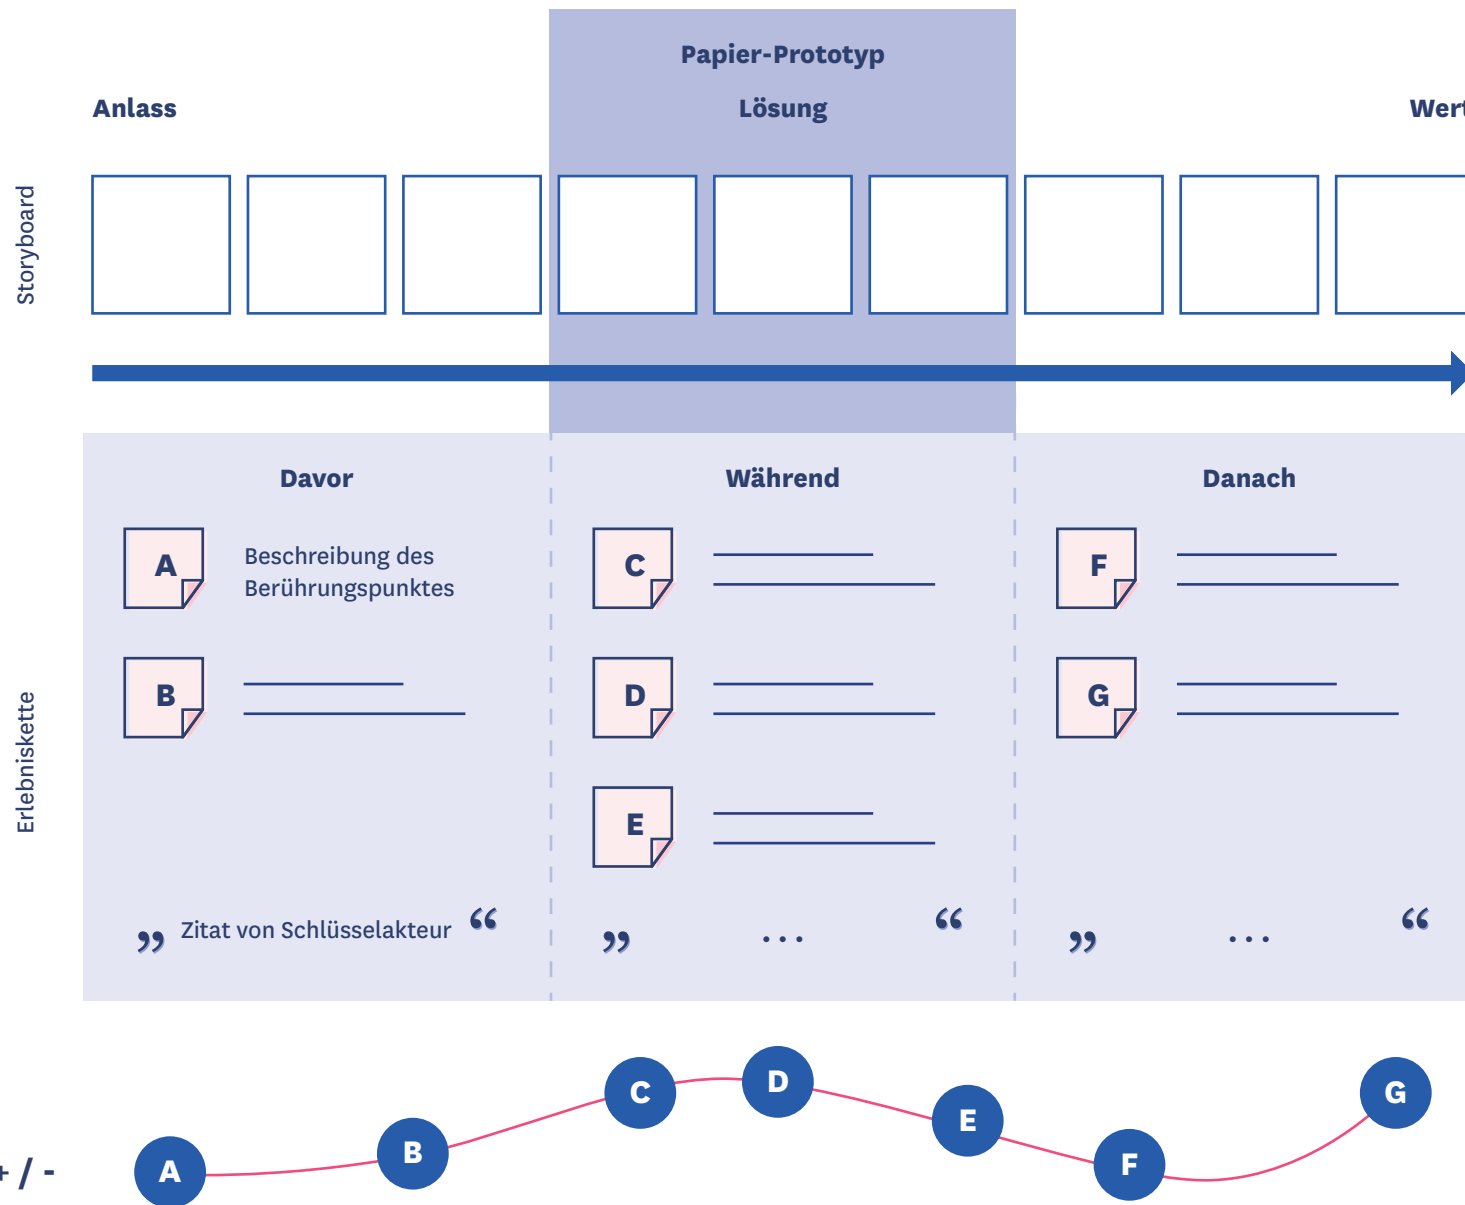 Papier-Prototyp
Anlass
Lösung
Wert
Storyboard
Davor
Während
Danach
A
Beschreibung des
Berührungspunktes
C
F
B
D
G
E
Erlebniskette
„ Zitat von Schlüsselakteur “
„ ... “
„ ... “
A
B
C
D
E
F
G
+ / -